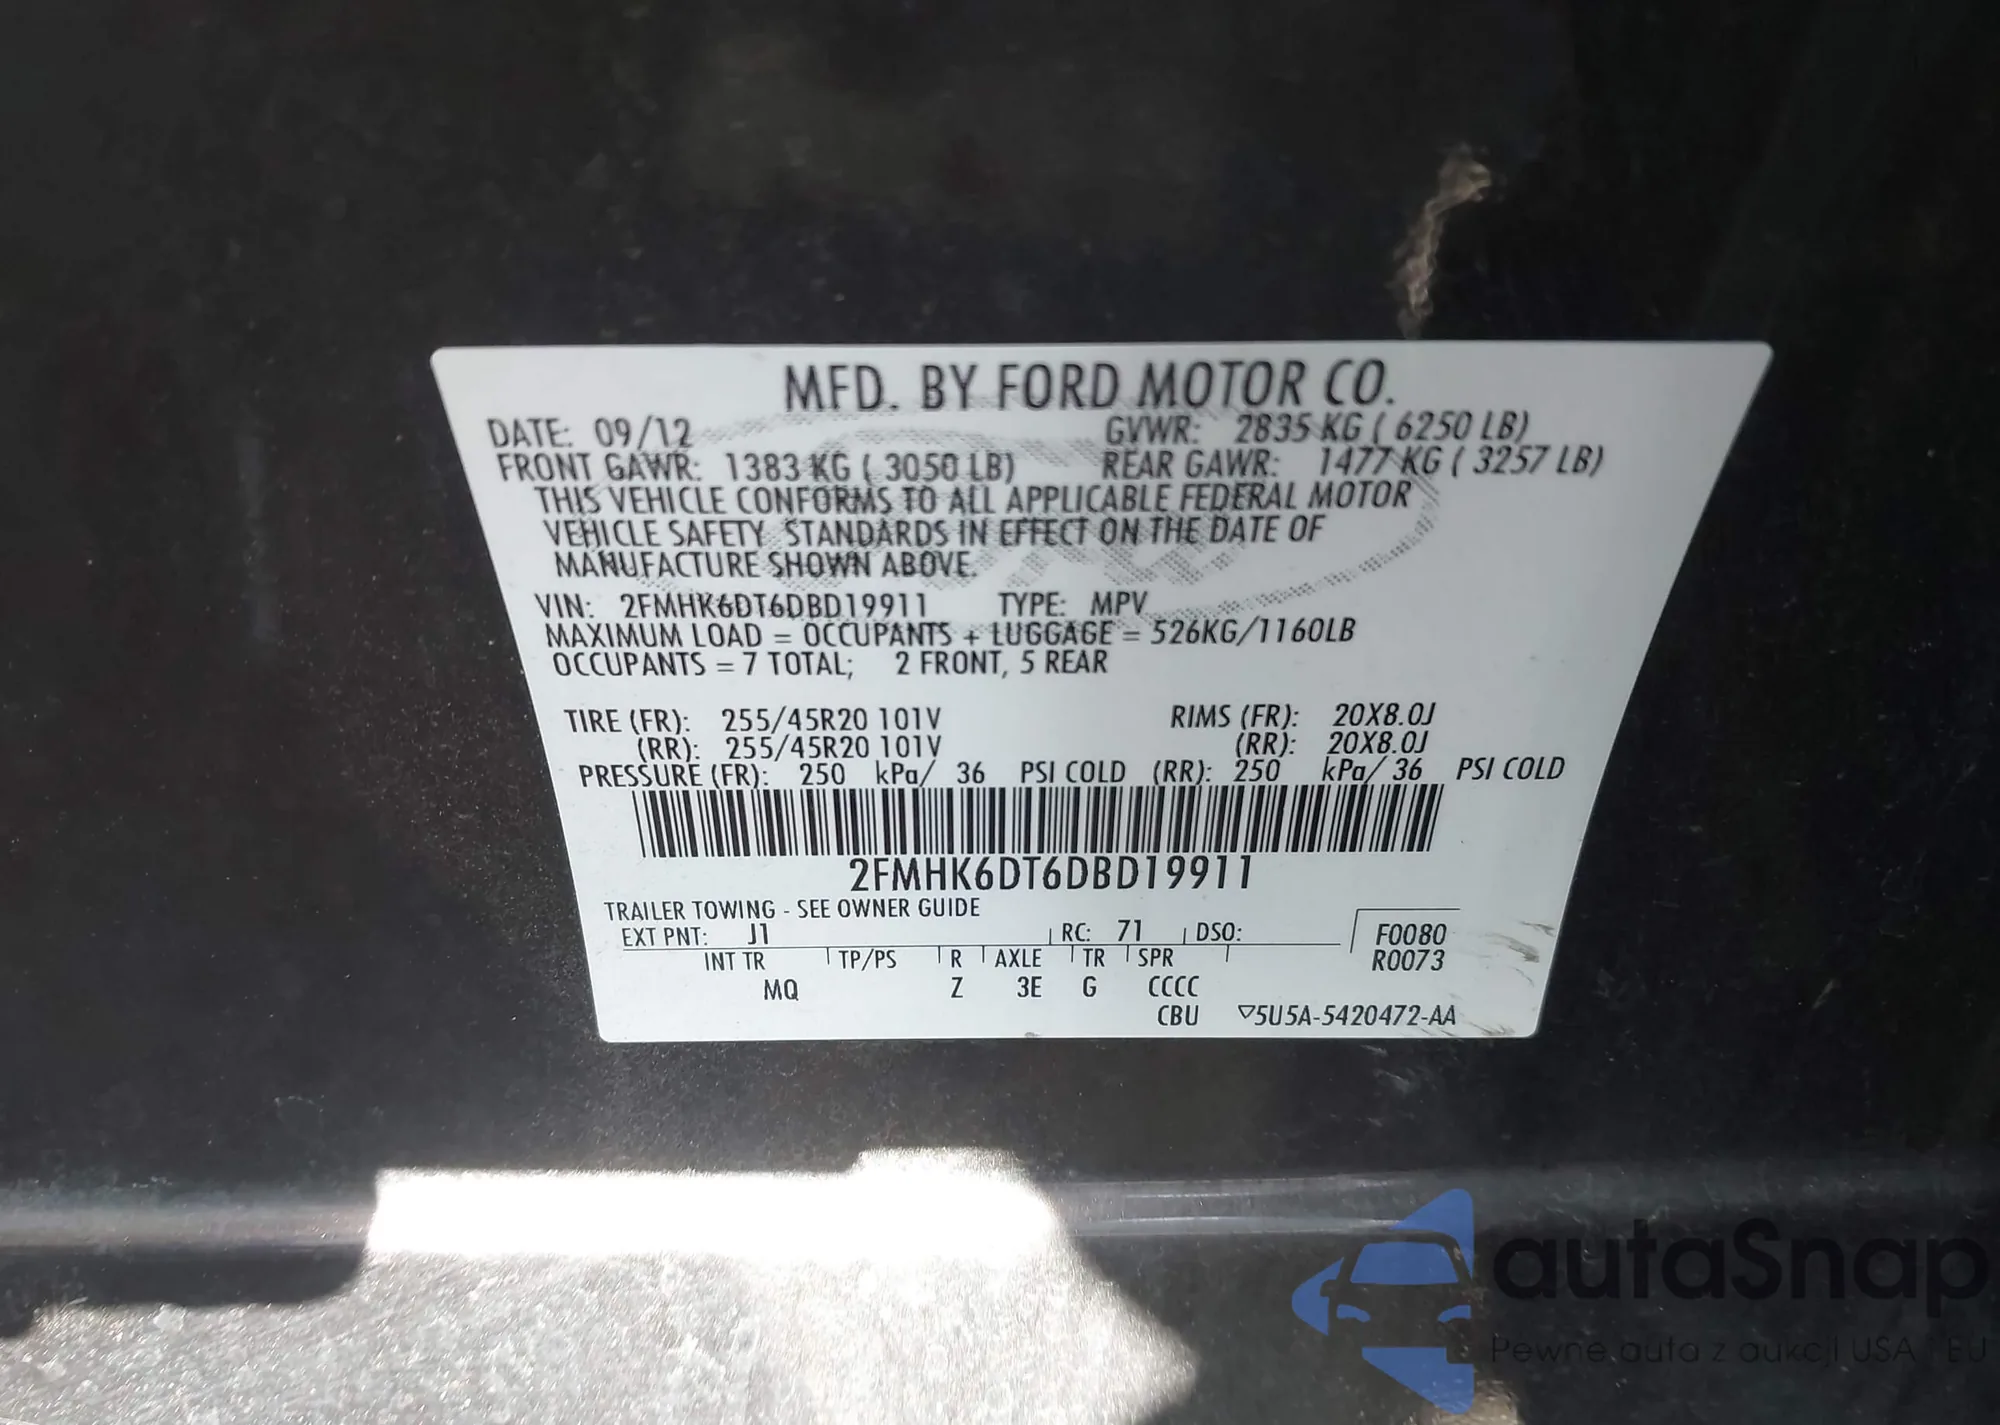 MFD. BY FORD MOTOR CO.
DATE: 09/12 GVWR: 2835 KG ( 6250 LB)
FRONT GAWR: 1383 KG ( 3050 LB) REAR GAWR: 1477 KG ( 3257 LB)
THIS VEHICLE CONFORMS TO ALL APPLICABLE FEDERAL MOTOR
VEHICLE SAFETY STANDARDS IN EFFECT ON THE DATE OF
MANUFACTURE SHOWN ABOVE.
VIN: 2FMHK6DT6DBD19911 TYPE: MPV
MAXIMUM LOAD = OCCUPANTS + LUGGAGE = 526KG/1160LB
OCCUPANTS = 7 TOTAL; 2 FRONT, 5 REAR
TIRE (FR): 255/45R20 101V RIMS (FR): 20X8.0J
(RR): 255/45R20 101V (RR): 20X8.0J
PRESSURE (FR): 250 kPa/ 36 PSI COLD (RR): 250 kPa/ 36 PSI COLD
2FMHK6DT6DBD19911
TRAILER TOWING - SEE OWNER GUIDE
EXT PNT: J1 RC: 71 DSO: F0080
INT TR TP/PS R AXLE TR SPR R0073
MQ Z 3E G CCCC
CBU ▽5U5A-5420472-AA
autaSnap
Pewne auta z aukcji USA i EU